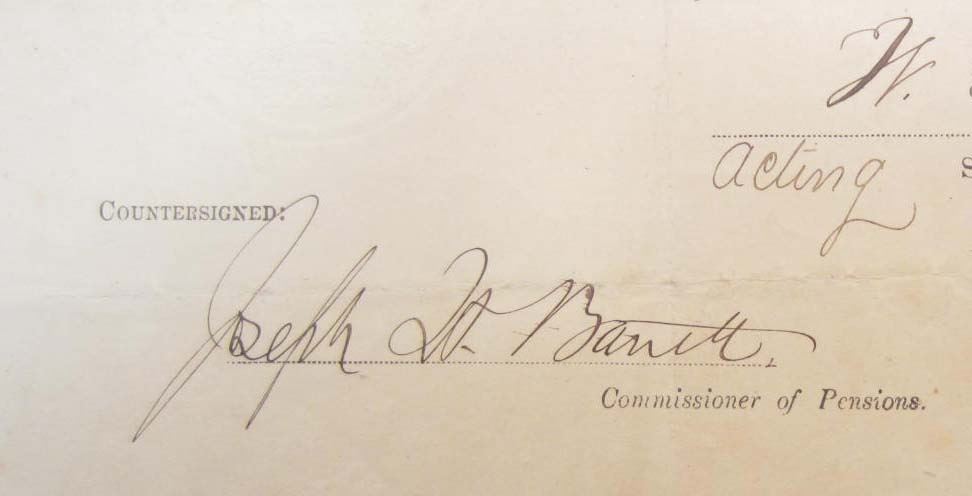 W.
acting S
COUNTERSIGNED:
Joseph H. Barrett.
Commissioner of Pensions.